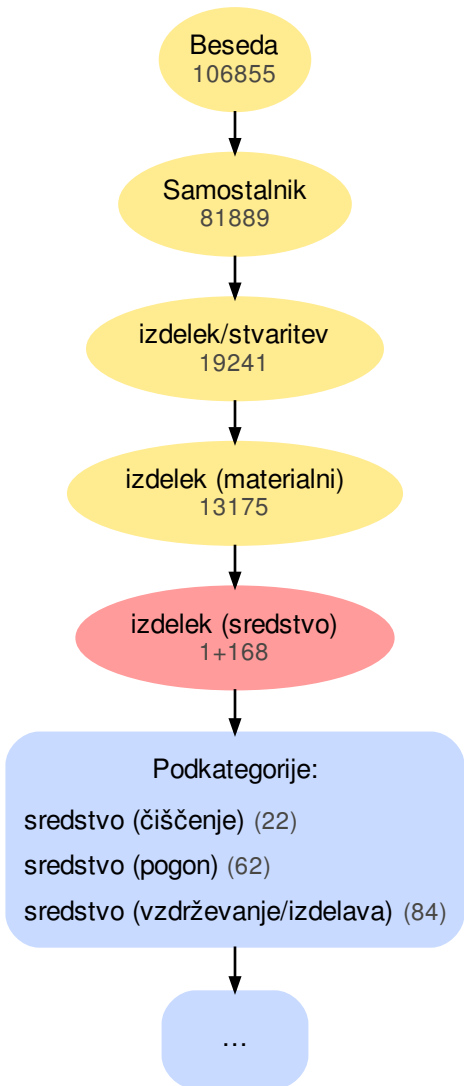 Beseda
106855
Samostalnik
81889
izdelek/stvaritev
19241
izdelek (materialni)
13175
izdelek (sredstvo)
1+168
Podkategorije:
sredstvo (čiščenje) (22)
sredstvo (pogon) (62)
sredstvo (vzdrževanje/izdelava) (84)
...